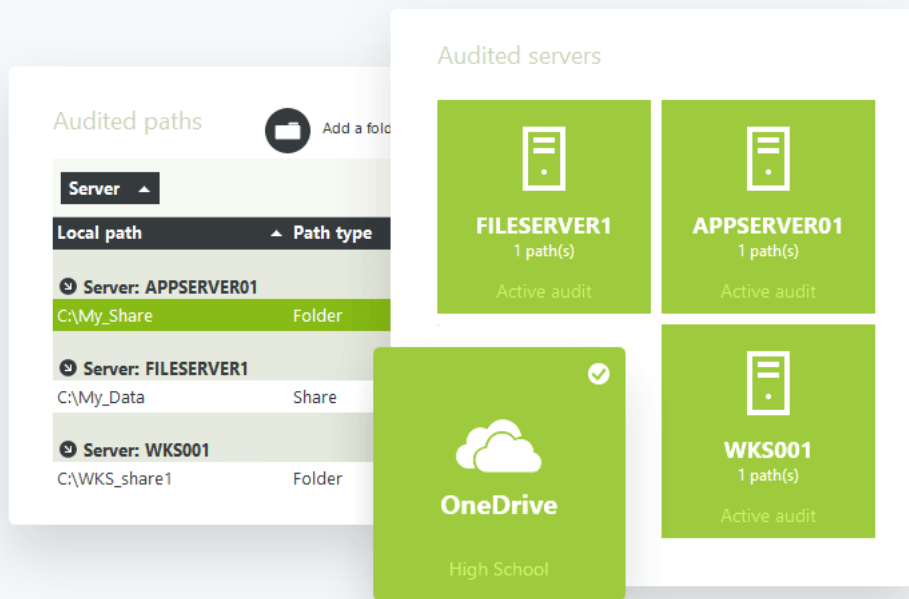 Audited paths
Add a fold
Server
Local path Path type
Server: APPSERVER01
C:\My_Share Folder
Server: FILESERVER1
C:\My_Data Share
Server: WKS001
C:\WKS_share1 Folder
Audited servers
FILESERVER1
1 path(s)
Active audit
APPSERVER01
1 path(s)
Active audit
WKS001
1 path(s)
Active audit
OneDrive
High School